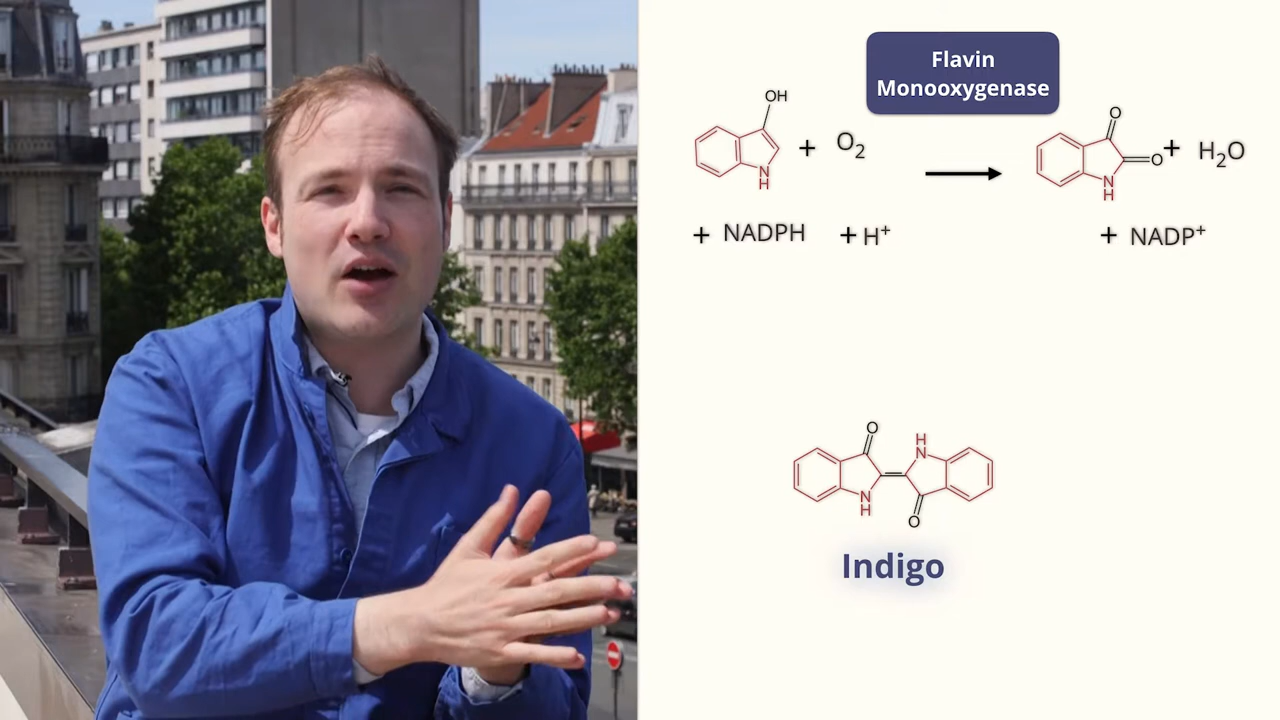 Flavin
Monooxygenase
OH
N
H
+ O₂
O
O
N
H
+ H₂O
+ NADPH + H⁺
+ NADP⁺
O
H
N
N
H
O
Indigo